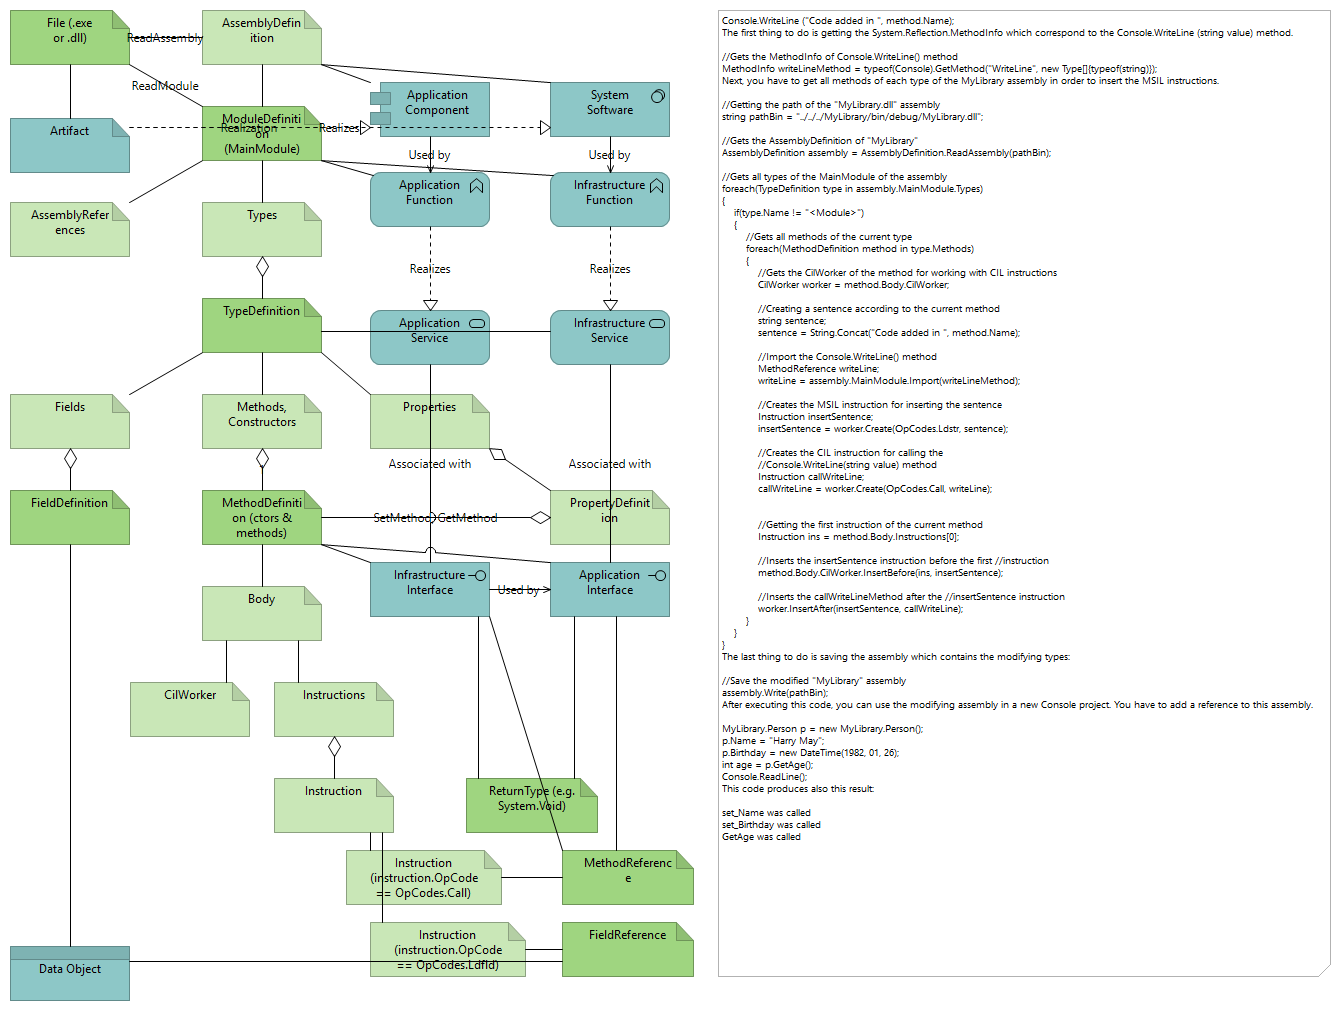 File (.exe
or .dll)
ReadAssembly
AssemblyDefin
ition
ReadModule
Application
Component
System
Software
Artifact
Realization
Realizes
ModuleDefiniti
on
(MainModule)
Used by
Used by
Application
Function
Infrastructure
Function
AssemblyRefer
ences
Types
Realizes
Realizes
TypeDefinition
Application
Service
Infrastructure
Service
Fields
Methods,
Constructors
Properties
Associated with
Associated with
FieldDefinition
MethodDefiniti
on (ctors &
methods)
SetMethod, GetMethod
PropertyDefinit
ion
Infrastructure
Interface
Used by
Application
Interface
Body
CilWorker
Instructions
Instruction
ReturnType (e.g.
System.Void)
Instruction
(instruction.OpCode
== OpCodes.Call)
MethodReferenc
e
Instruction
(instruction.OpCode
== OpCodes.Ldfld)
FieldReference
Data Object
Console.WriteLine ("Code added in ", method.Name);
The first thing to do is getting the System.Reflection.MethodInfo which correspond to the Console.WriteLine (string value) method.
//Gets the MethodInfo of Console.WriteLine() method
MethodInfo writeLineMethod = typeof(Console).GetMethod("WriteLine", new Type[]{typeof(string)});
Next, you have to get all methods of each type of the MyLibrary assembly in order to insert the MSIL instructions.
//Getting the path of the "MyLibrary.dll" assembly
string pathBin = "../../../MyLibrary/bin/debug/MyLibrary.dll";
//Gets the AssemblyDefinition of "MyLibrary"
AssemblyDefinition assembly = AssemblyDefinition.ReadAssembly(pathBin);
//Gets all types of the MainModule of the assembly
foreach(TypeDefinition type in assembly.MainModule.Types)
{
if(type.Name != "<Module>")
{
//Gets all methods of the current type
foreach(MethodDefinition method in type.Methods)
{
//Gets the CilWorker of the method for working with CIL instructions
CilWorker worker = method.Body.CilWorker;
//Creating a sentence according to the current method
string sentence;
sentence = String.Concat("Code added in ", method.Name);
//Import the Console.WriteLine() method
MethodReference writeLine;
writeLine = assembly.MainModule.Import(writeLineMethod);
//Creates the MSIL instruction for inserting the sentence
Instruction insertSentence;
insertSentence = worker.Create(OpCodes.Ldstr, sentence);
//Creates the CIL instruction for calling the
//Console.WriteLine(string value) method
Instruction callWriteLine;
callWriteLine = worker.Create(OpCodes.Call, writeLine);
//Getting the first instruction of the current method
Instruction ins = method.Body.Instructions[0];
//Inserts the insertSentence instruction before the first //instruction
method.Body.CilWorker.InsertBefore(ins, insertSentence);
//Inserts the callWriteLineMethod after the //insertSentence instruction
worker.InsertAfter(insertSentence, callWriteLine);
}
}
}
The last thing to do is saving the assembly which contains the modifying types:
//Save the modified "MyLibrary" assembly
assembly.Write(pathBin);
After executing this code, you can use the modifying assembly in a new Console project. You have to add a reference to this assembly.
MyLibrary.Person p = new MyLibrary.Person();
p.Name = "Harry May";
p.Birthday = new DateTime(1982, 01, 26);
int age = p.GetAge();
Console.ReadLine();
This code produces also this result:
set_Name was called
set_Birthday was called
GetAge was called